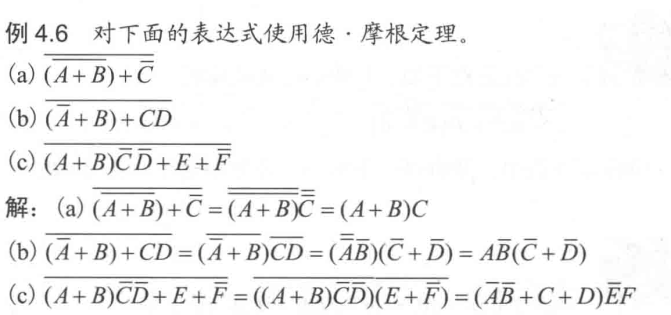 例 4.6 对下面的表达式使用德·摩根定理。
(a) $\overline{(\overline{A+B})+\overline{\overline{C}}}$
(b) $\overline{(\overline{A}+B)+CD}$
(c) $\overline{(A+B)\overline{C}\,\overline{D}+E+\overline{\overline{F}}}$
解：(a) $\overline{(\overline{A+B})+\overline{C}}=\overline{(\overline{A+B})}\overline{\overline{C}}=(A+B)C$
(b) $\overline{(\overline{A}+B)+CD}=(\overline{\overline{A}+B})\overline{CD}=(\overline{\overline{A}}\overline{B})(\overline{C}+\overline{D})=A\overline{B}(\overline{C}+\overline{D})$
(c) $\overline{(A+B)\overline{C}\overline{D}+E+\overline{F}}=\overline{((A+B)\overline{C}\overline{D})}\overline{(E+\overline{F})}=(\overline{A}\overline{B}+C+D)\overline{E}F$